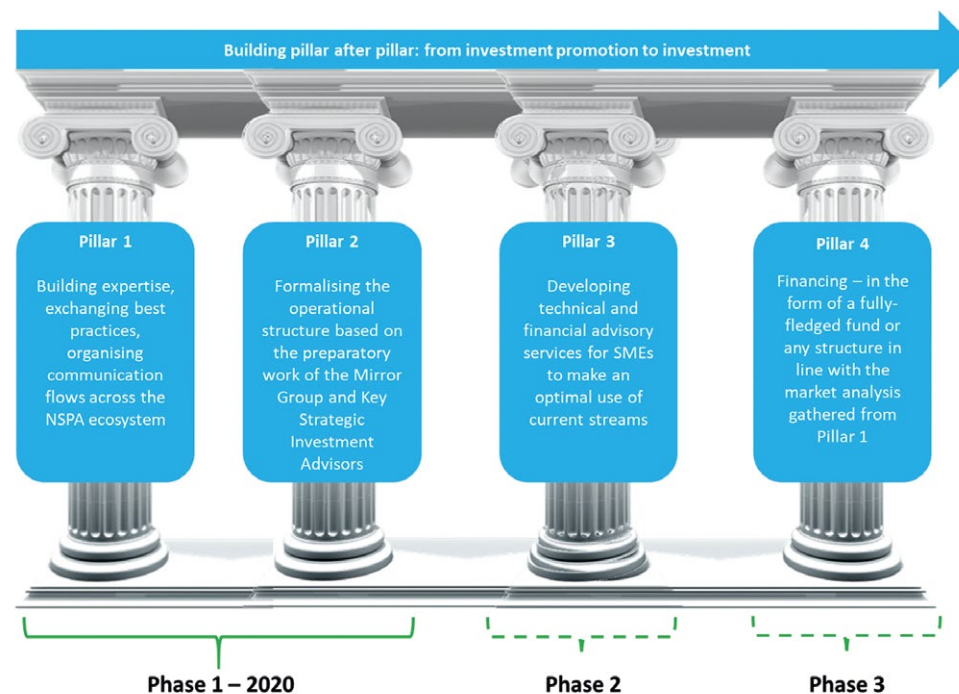 Building pillar after pillar: from investment promotion to investment
Pillar 1
Building expertise,
exchanging best
practices,
organising
communication
flows across the
NSPA ecosystem
Pillar 2
Formalising the
operational
structure based on
the preparatory
work of the Mirror
Group and Key
Strategic
Investment
Advisors
Pillar 3
Developing
technical and
financial advisory
services for SMEs
to make an
optimal use of
current streams
Pillar 4
Financing – in the
form of a fully-
fledged fund or
any structure in
line with the
market analysis
gathered from
Pillar 1
Phase 1 – 2020
Phase 2
Phase 3